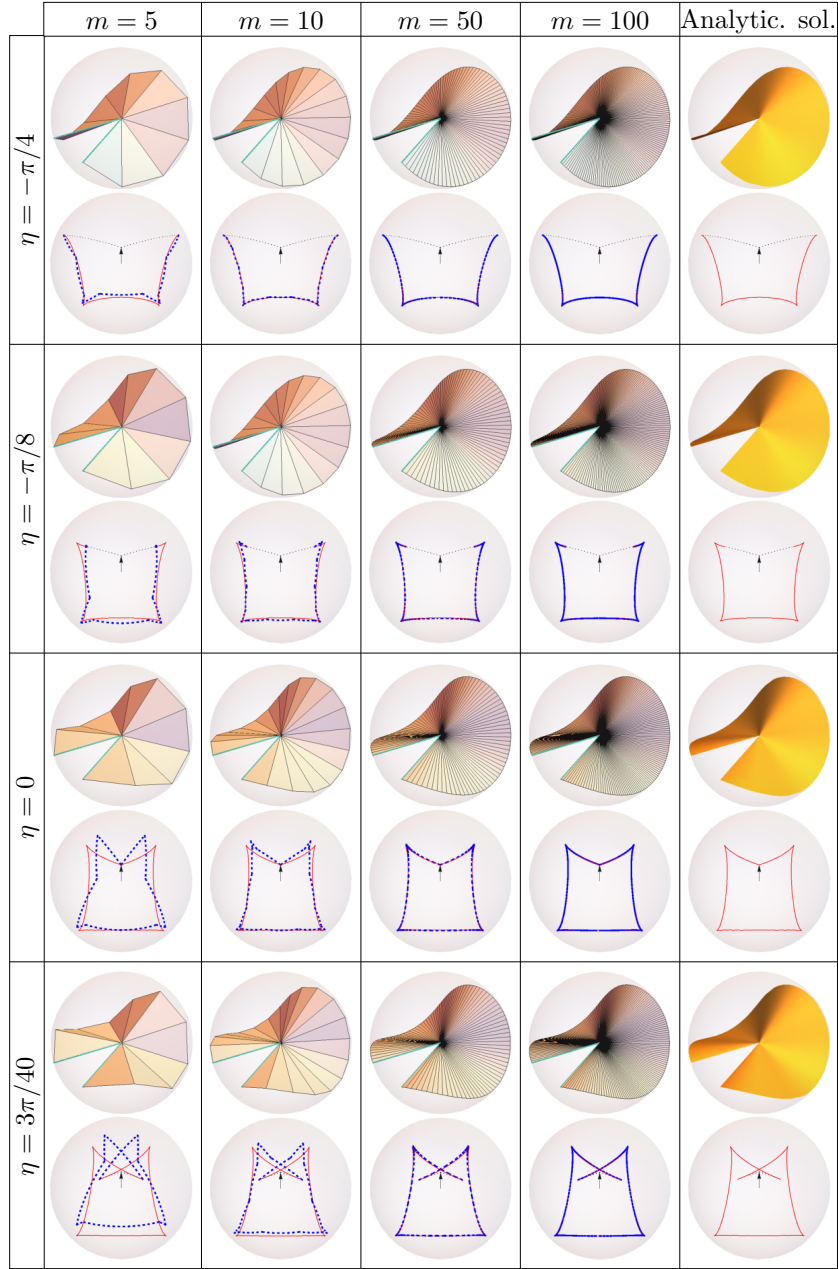 m = 5 m = 10 m = 50 m = 100 Analytic. sol.
η = −π/4
η = −π/8
η = 0
η = 3π/40